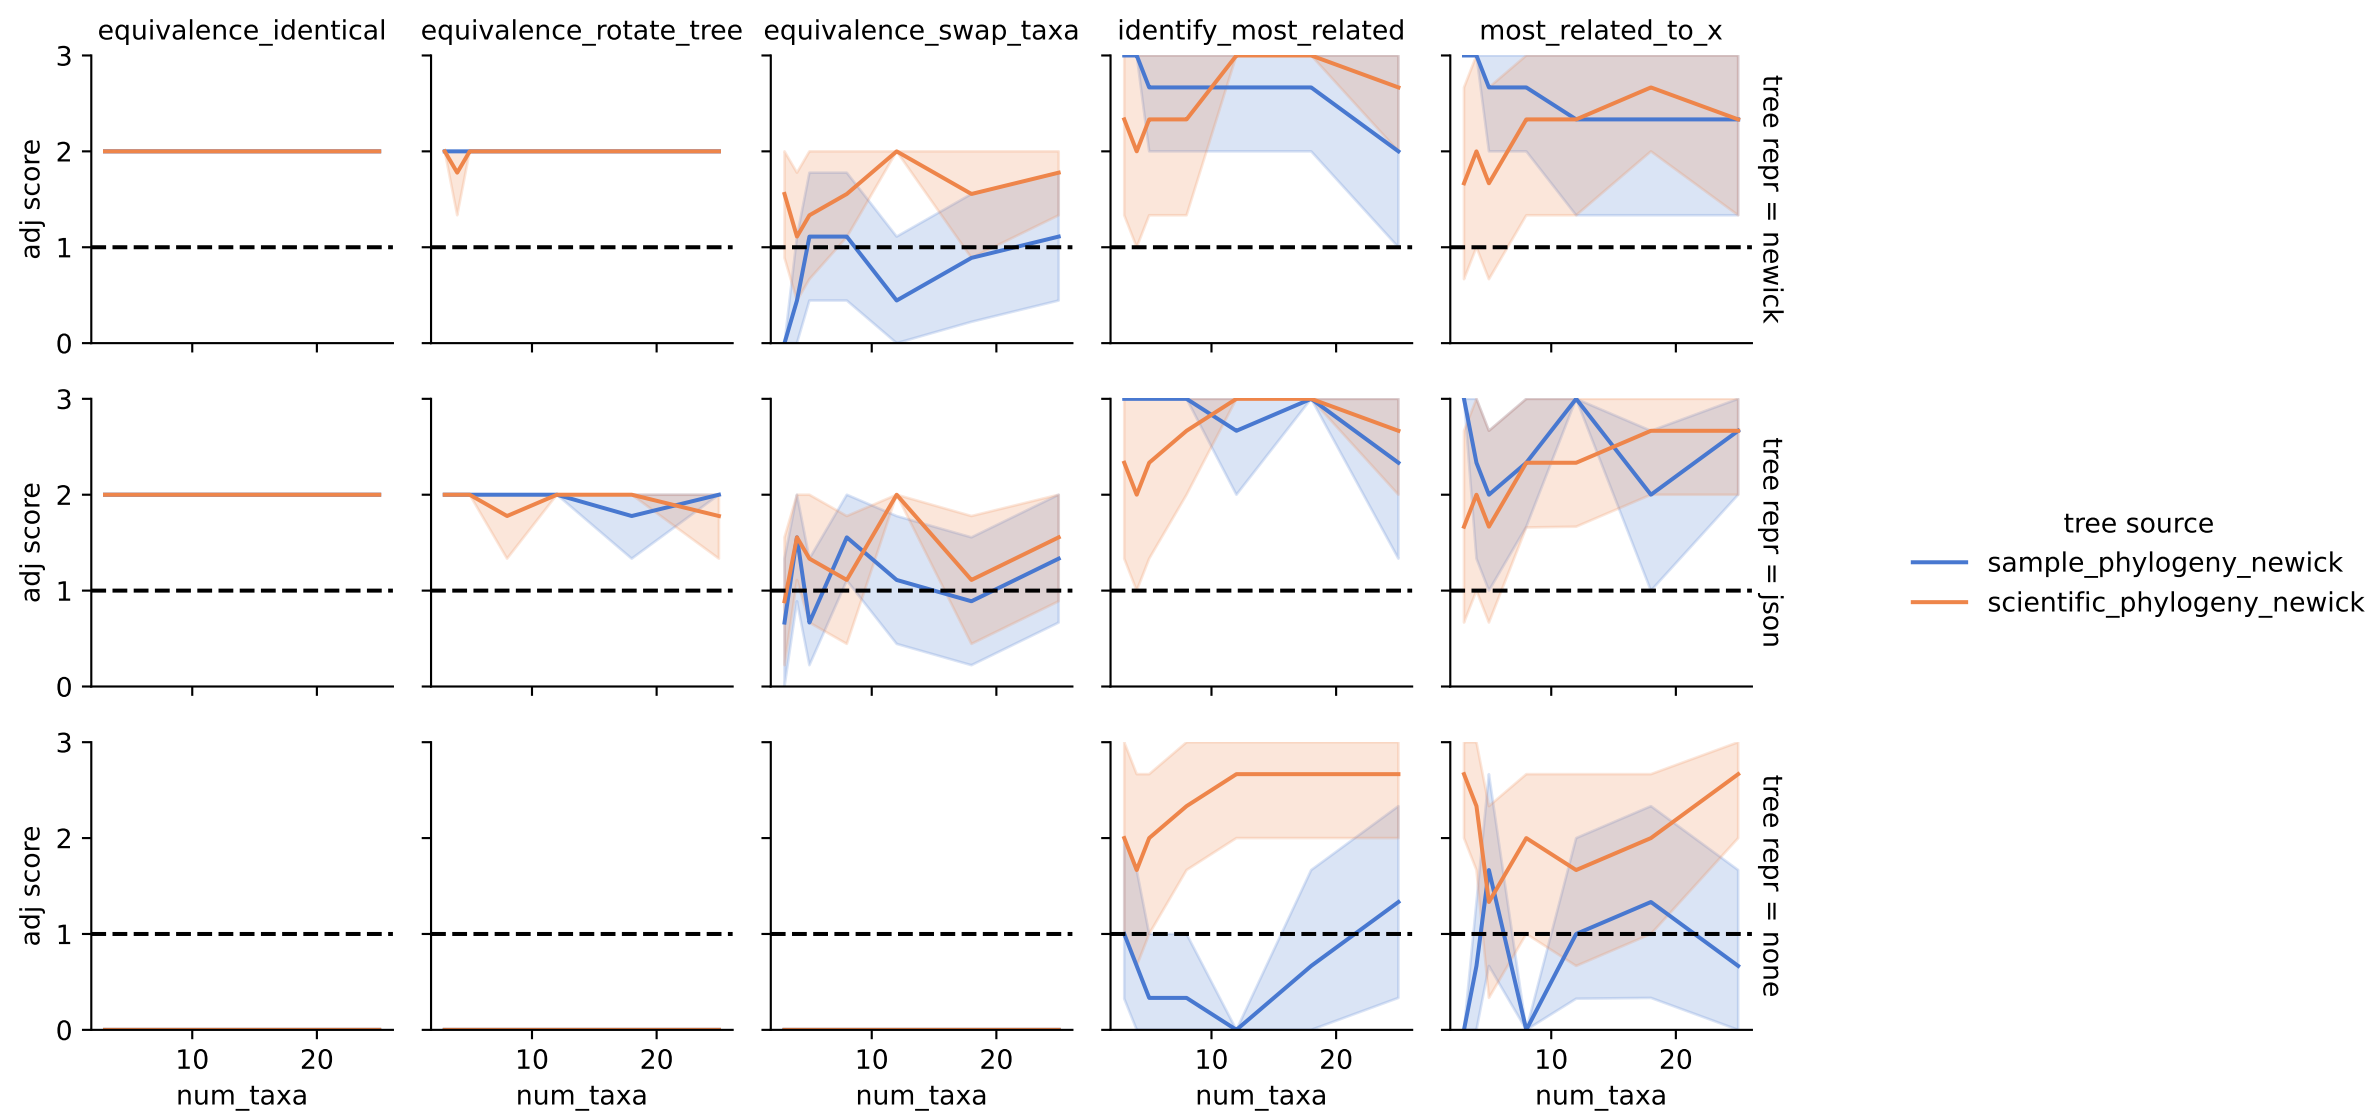 equivalence_identical
equivalence_rotate_tree
equivalence_swap_taxa
identify_most_related
most_related_to_x
3
2
1
0
adj score
tree repr = newick
3
2
1
0
adj score
tree repr = json
tree source
sample_phylogeny_newick
scientific_phylogeny_newick
3
2
1
0
adj score
tree repr = none
10 20
10 20
10 20
10 20
10 20
num_taxa
num_taxa
num_taxa
num_taxa
num_taxa